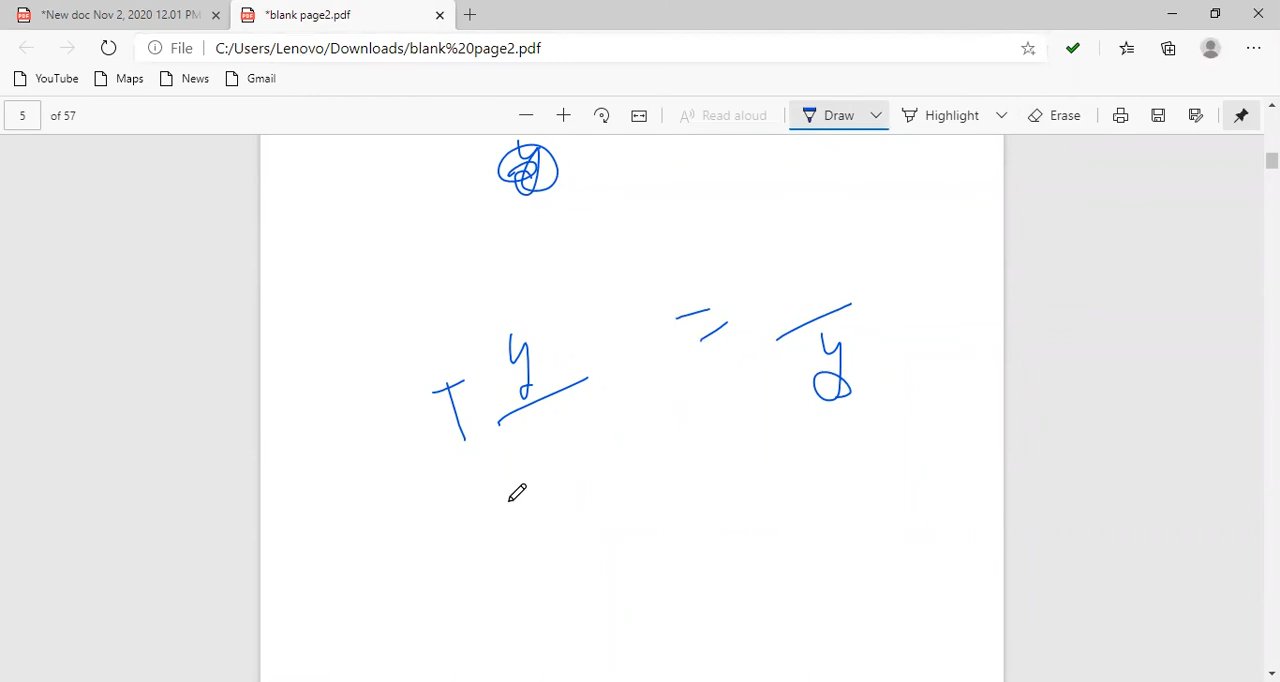 *New doc Nov 2, 2020 12.01 PM *blank page2.pdf
File C:/Users/Lenovo/Downloads/blank%20page2.pdf
YouTube Maps News Gmail
5 of 57 Read aloud Draw Highlight Erase
y
T y = y